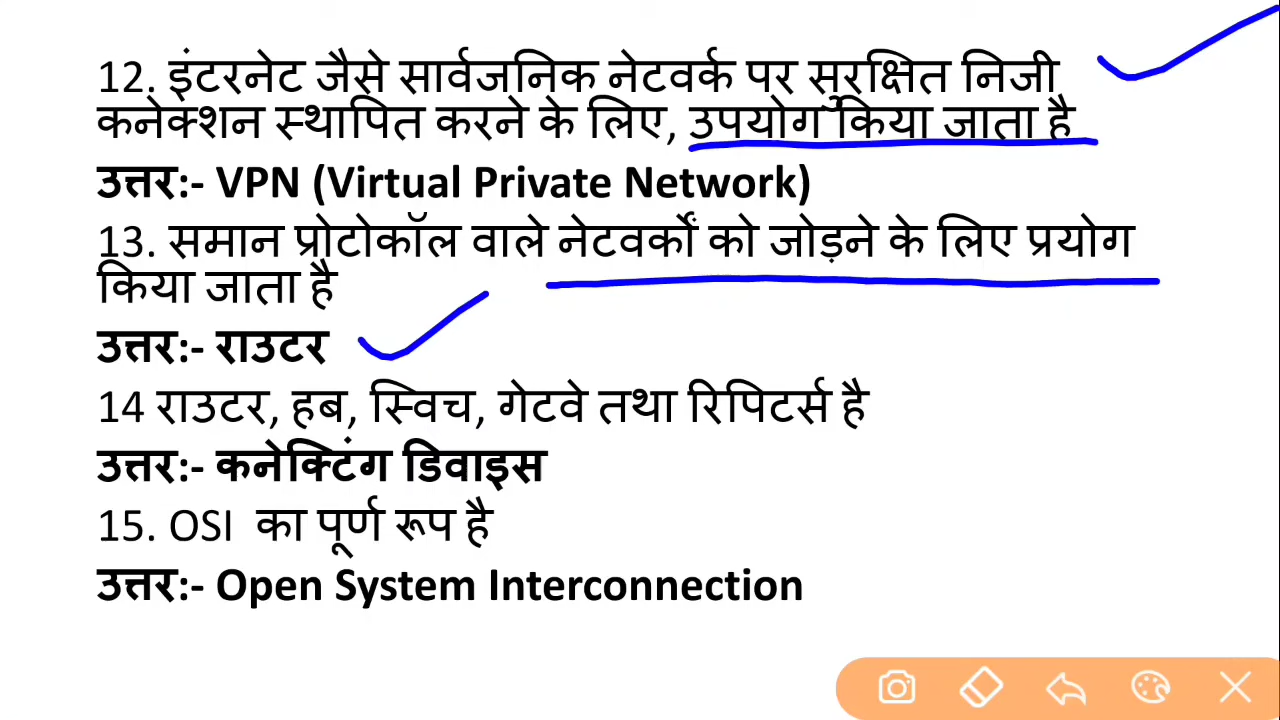 12. इंटरनेट जैसे सार्वजनिक नेटवर्क पर सुरक्षित निजी
कनेक्शन स्थापित करने के लिए, उपयोग किया जाता है
उत्तर:- VPN (Virtual Private Network)
13. समान प्रोटोकॉल वाले नेटवर्कों को जोड़ने के लिए प्रयोग
किया जाता है
उत्तर:- राउटर
14 राउटर, हब, स्विच, गेटवे तथा रिपिटर्स है
उत्तर:- कनेक्टिंग डिवाइस
15. OSI का पूर्ण रूप है
उत्तर:- Open System Interconnection